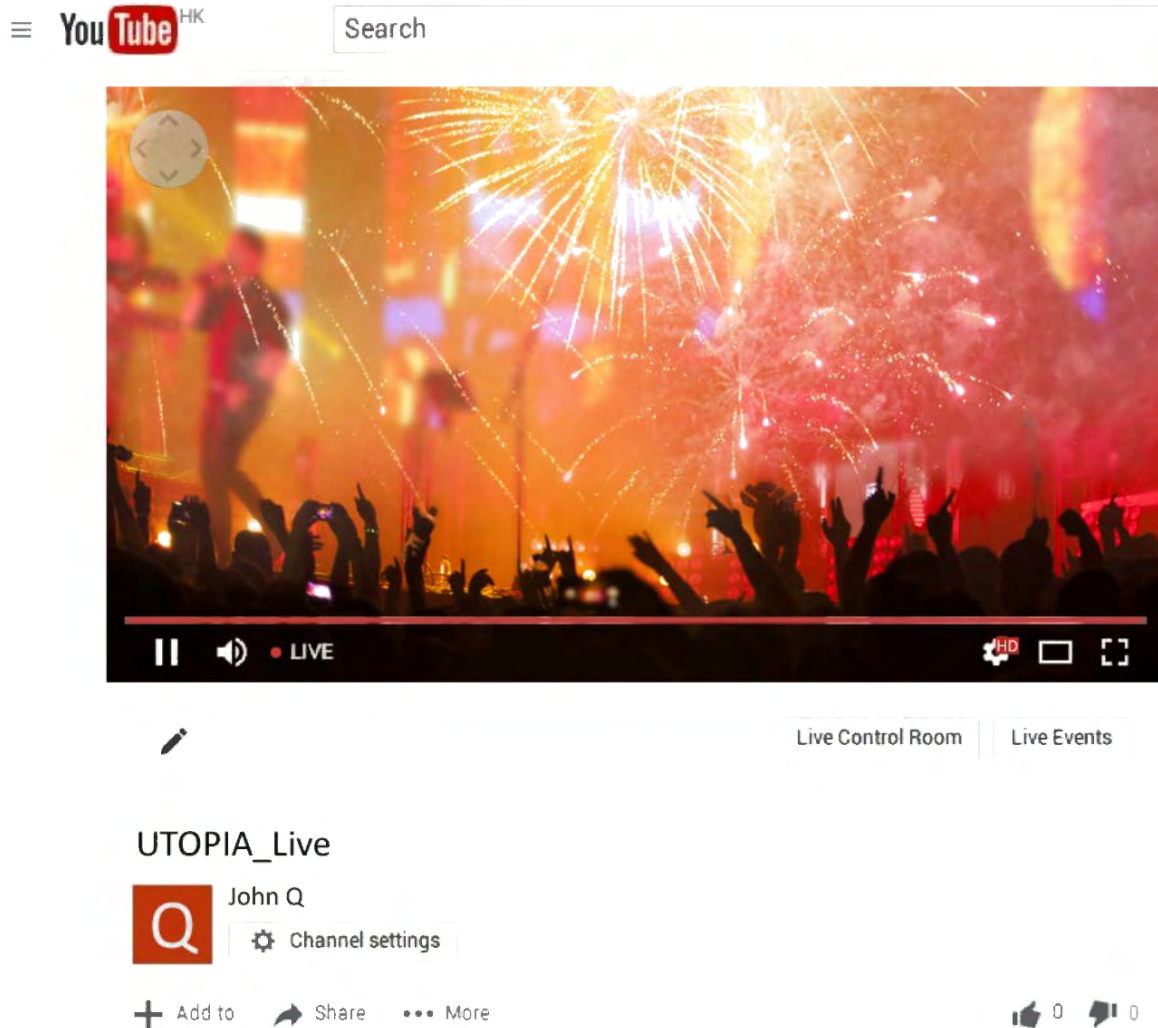 YouTube HK
Search
LIVE
HD
Live Control Room
Live Events
UTOPIA_Live
Q
John Q
Channel settings
Add to
Share
More
0
0